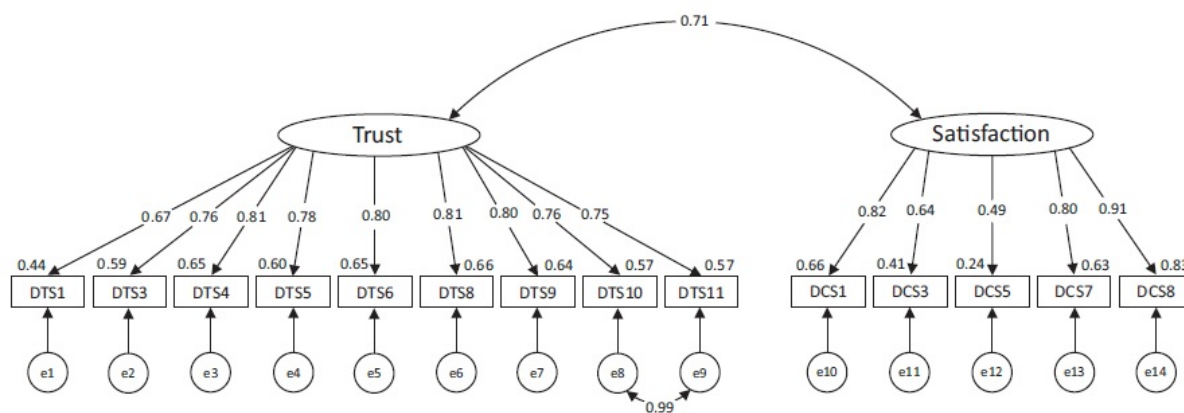 0.71
Trust Satisfaction
0.67 0.76 0.81 0.78 0.80 0.81 0.80 0.76 0.75 0.82 0.64 0.49 0.80 0.91
0.44 0.59 0.65 0.60 0.65 0.66 0.64 0.57 0.57 0.66 0.41 0.24 0.63 0.83
DTS1 DTS3 DTS4 DTS5 DTS6 DTS8 DTS9 DTS10 DTS11 DCS1 DCS3 DCS5 DCS7 DCS8
e1 e2 e3 e4 e5 e6 e7 e8 e9 e10 e11 e12 e13 e14
0.99